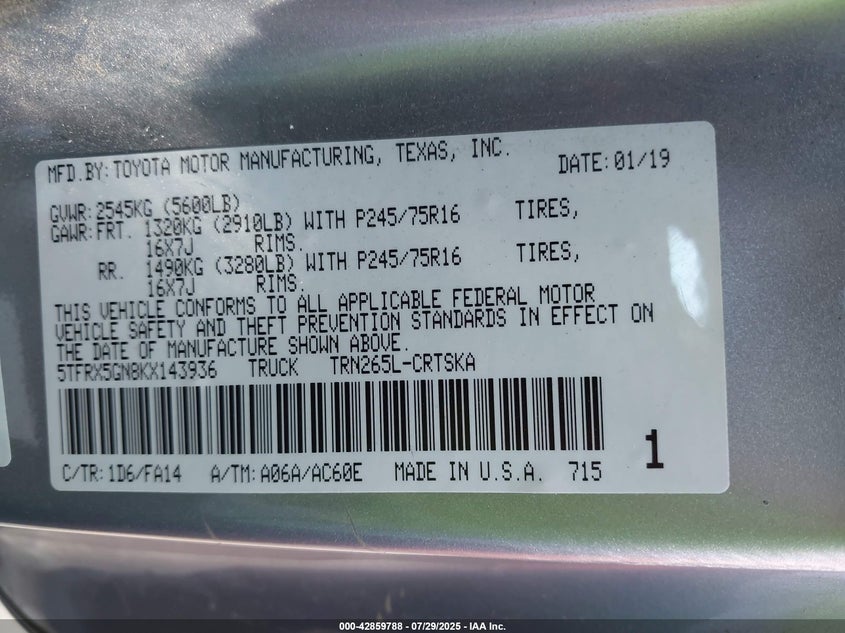 MFD.BY:TOYOTA MOTOR MANUFACTURING, TEXAS, INC. DATE:01/19
GVWR:2545KG (5600LB)
GAWR:FRT. 1320KG (2910LB) WITH P245/75R16 TIRES,
16X7J RIMS.
RR. 1490KG (3280LB) WITH P245/75R16 TIRES,
16X7J RIMS.
THIS VEHICLE CONFORMS TO ALL APPLICABLE FEDERAL MOTOR
VEHICLE SAFETY AND THEFT PREVENTION STANDARDS IN EFFECT ON
THE DATE OF MANUFACTURE SHOWN ABOVE.
5TFRX5GN8KX143936 TRUCK TRN265L-CRTSKA
1
C/TR:1D6/FA14 A/TM:A06A/AC60E MADE IN U.S.A. 715
000-42859788 - 07/29/2025 - IAA Inc.